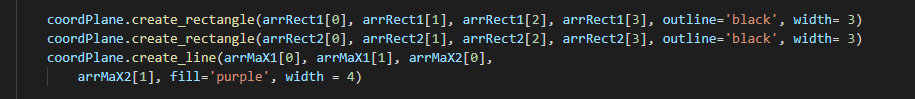 coordPlane.create_rectangle(arrRect1[0], arrRect1[1], arrRect1[2], arrRect1[3], outline='black', width= 3)
coordPlane.create_rectangle(arrRect2[0], arrRect2[1], arrRect2[2], arrRect2[3], outline='black', width= 3)
coordPlane.create_line(arrMaX1[0], arrMaX1[1], arrMaX2[0],
    arrMaX2[1], fill='purple', width = 4)